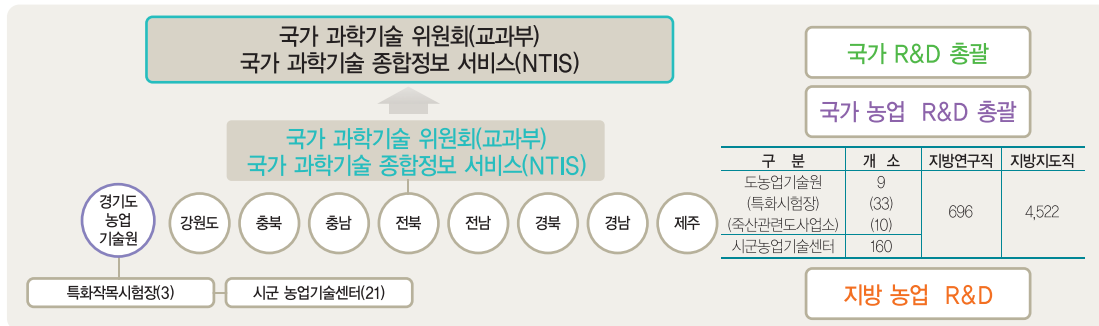 국가 과학기술 위원회(교과부)
국가 과학기술 종합정보 서비스(NTIS)
국가 과학기술 위원회(교과부)
국가 과학기술 종합정보 서비스(NTIS)
경기도
농업
기술원
강원도
충북
충남
전북
전남
경북
경남
제주
특화작목시험장(3)
시군 농업기술센터(21)
국가 R&D 총괄
국가 농업 R&D 총괄
구 분 개 소 지방연구직 지방지도직
도농업기술원 9
(특화시험장) (33)
696 4,522
(축산관련도사업소) (10)
시군농업기술센터 160
지방 농업 R&D